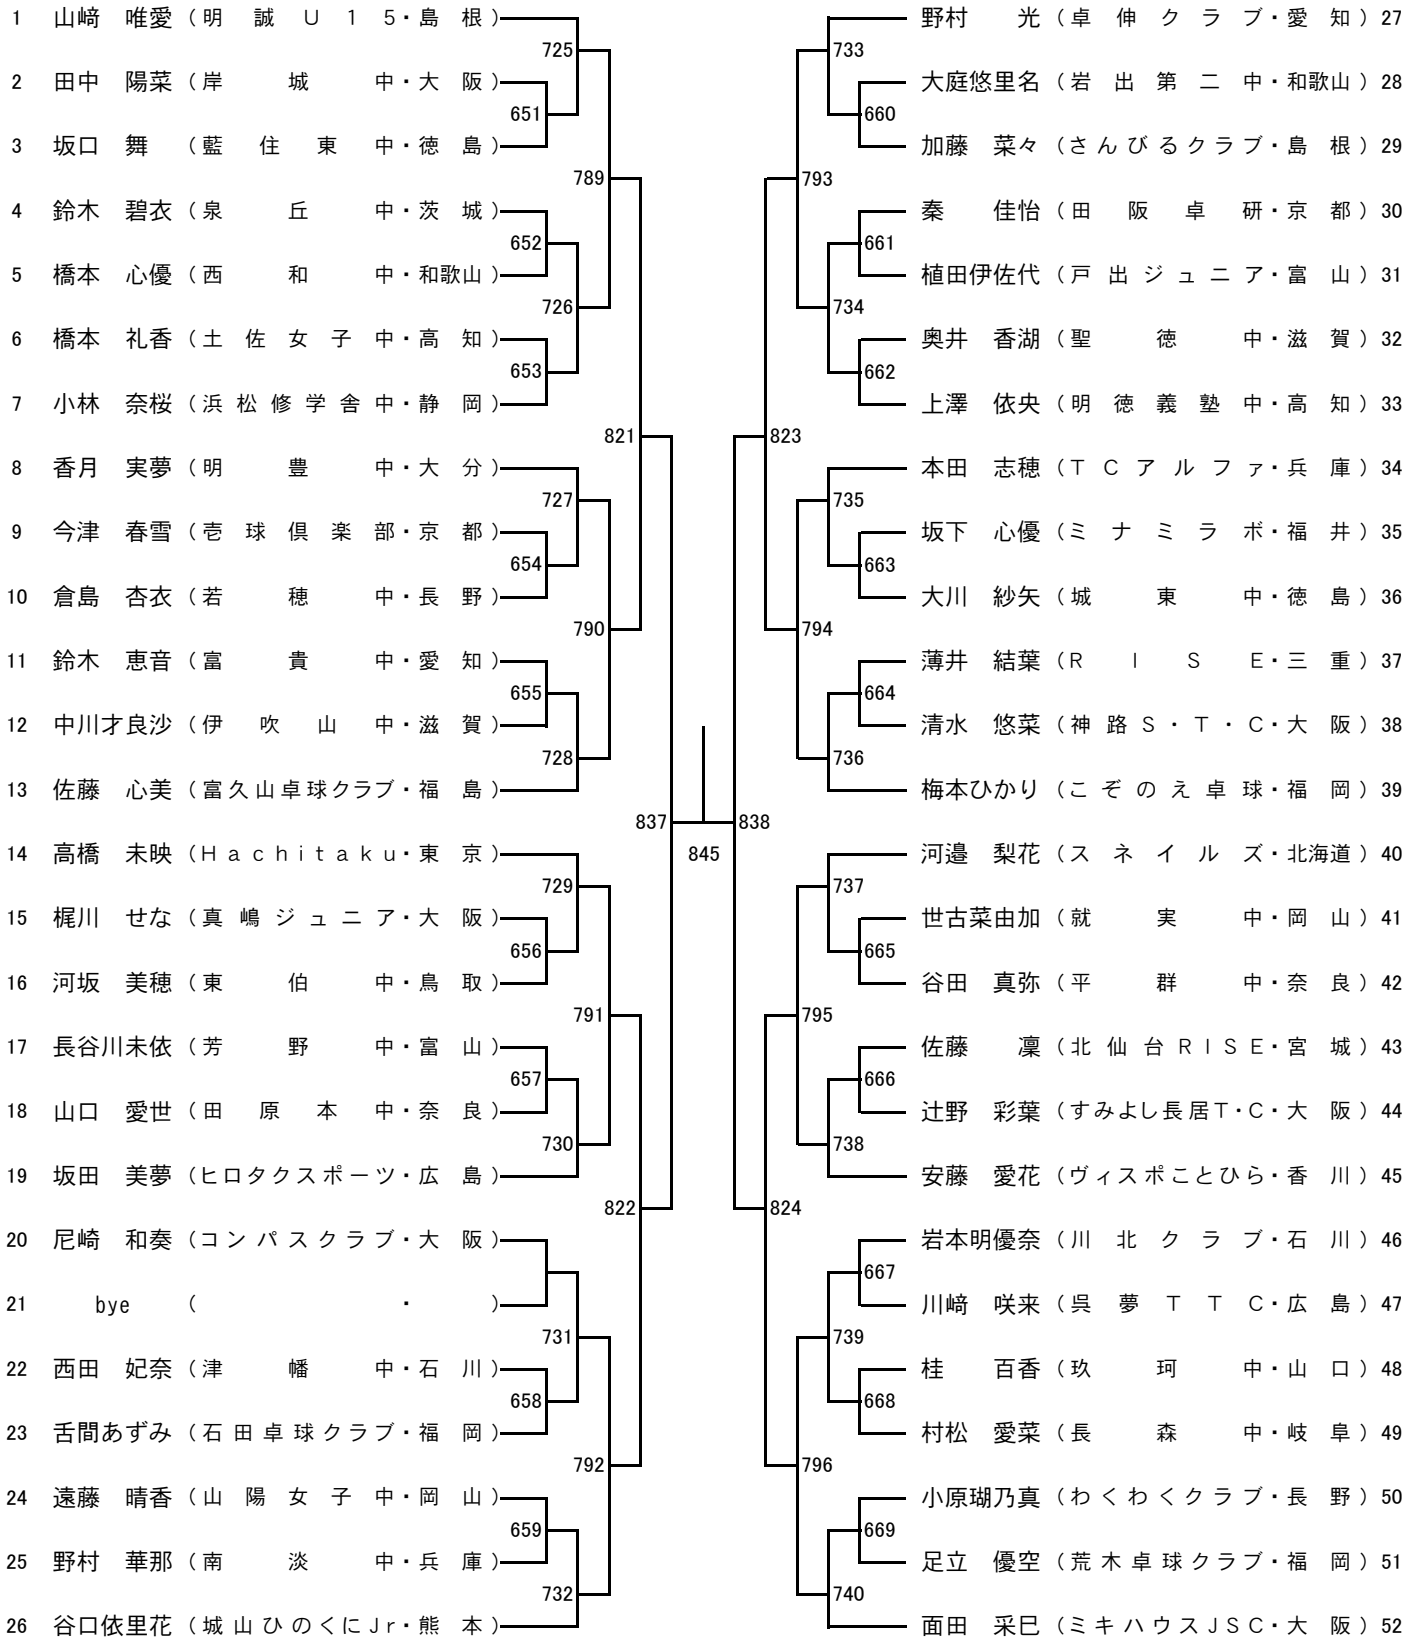 1 山﨑 唯愛 (明誠U15・島根)
725
2 田中 陽菜 (岸城中・大阪)
651
3 坂口 舞 (藍住東中・徳島)
789
4 鈴木 碧衣 (泉丘中・茨城)
652
5 橋本 心優 (西和中・和歌山)
726
6 橋本 礼香 (土佐女子中・高知)
653
7 小林 奈桜 (浜松修学舎中・静岡)
821
8 香月 実夢 (明豊中・大分)
727
9 今津 春雪 (壱球倶楽部・京都)
654
10 倉島 杏衣 (若穂中・長野)
790
11 鈴木 恵音 (富貴中・愛知)
655
12 中川才良沙 (伊吹山中・滋賀)
728
13 佐藤 心美 (富久山卓球クラブ・福島)
837
14 高橋 未映 (Hachitaku・東京)
729
15 梶川 せな (真嶋ジュニア・大阪)
656
16 河坂 美穂 (東伯中・鳥取)
791
17 長谷川未依 (芳野中・富山)
657
18 山口 愛世 (田原本中・奈良)
730
19 坂田 美夢 (ヒロタクスポーツ・広島)
822
20 尼崎 和奏 (コンパスクラブ・大阪)
21 bye ( ・ )
731
22 西田 妃奈 (津幡中・石川)
658
23 舌間あずみ (石田卓球クラブ・福岡)
792
24 遠藤 晴香 (山陽女子中・岡山)
659
25 野村 華那 (南淡中・兵庫)
732
26 谷口依里花 (城山ひのくにJr・熊本)
845
野村 光 (卓伸クラブ・愛知) 27
733
大庭悠里名 (岩出第二中・和歌山) 28
660
加藤 菜々 (さんびるクラブ・島根) 29
793
秦 佳怡 (田阪卓研・京都) 30
661
植田伊佐代 (戸出ジュニア・富山) 31
734
奥井 香湖 (聖徳中・滋賀) 32
662
上澤 依央 (明徳義塾中・高知) 33
823
本田 志穂 (TCアルファ・兵庫) 34
735
坂下 心優 (ミナミラボ・福井) 35
663
大川 紗矢 (城東中・徳島) 36
794
薄井 結葉 (RISE・三重) 37
664
清水 悠菜 (神路S・T・C・大阪) 38
736
梅本ひかり (こぞのえ卓球・福岡) 39
838
河邉 梨花 (スネイルズ・北海道) 40
737
世古菜由加 (就実中・岡山) 41
665
谷田 真弥 (平群中・奈良) 42
795
佐藤 凜 (北仙台RISE・宮城) 43
666
辻野 彩葉 (すみよし長居T・C・大阪) 44
738
安藤 愛花 (ヴィスポことひら・香川) 45
824
岩本明優奈 (川北クラブ・石川) 46
667
川﨑 咲来 (呉夢TTC・広島) 47
739
桂 百香 (玖珂中・山口) 48
668
村松 愛菜 (長森中・岐阜) 49
796
小原瑚乃真 (わくわくクラブ・長野) 50
669
足立 優空 (荒木卓球クラブ・福岡) 51
740
面田 采巳 (ミキハウスJSC・大阪) 52